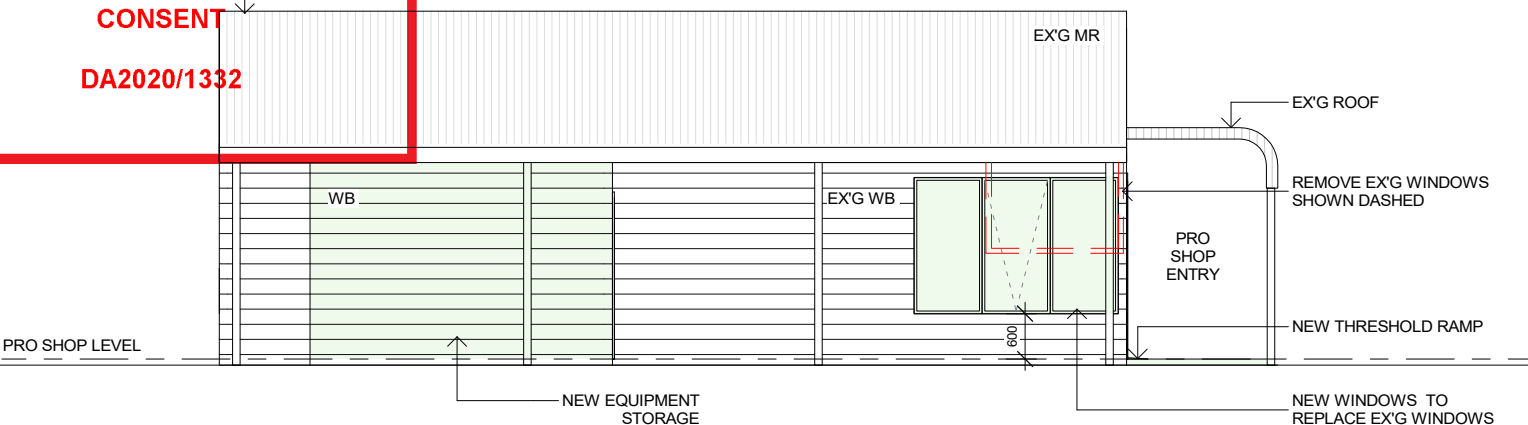 CONSENT
DA2020/1332
EX'G MR
EX'G ROOF
REMOVE EX'G WINDOWS
SHOWN DASHED
WB
EX'G WB
PRO
SHOP
ENTRY
600
PRO SHOP LEVEL
NEW THRESHOLD RAMP
NEW EQUIPMENT
STORAGE
NEW WINDOWS TO
REPLACE EX'G WINDOWS